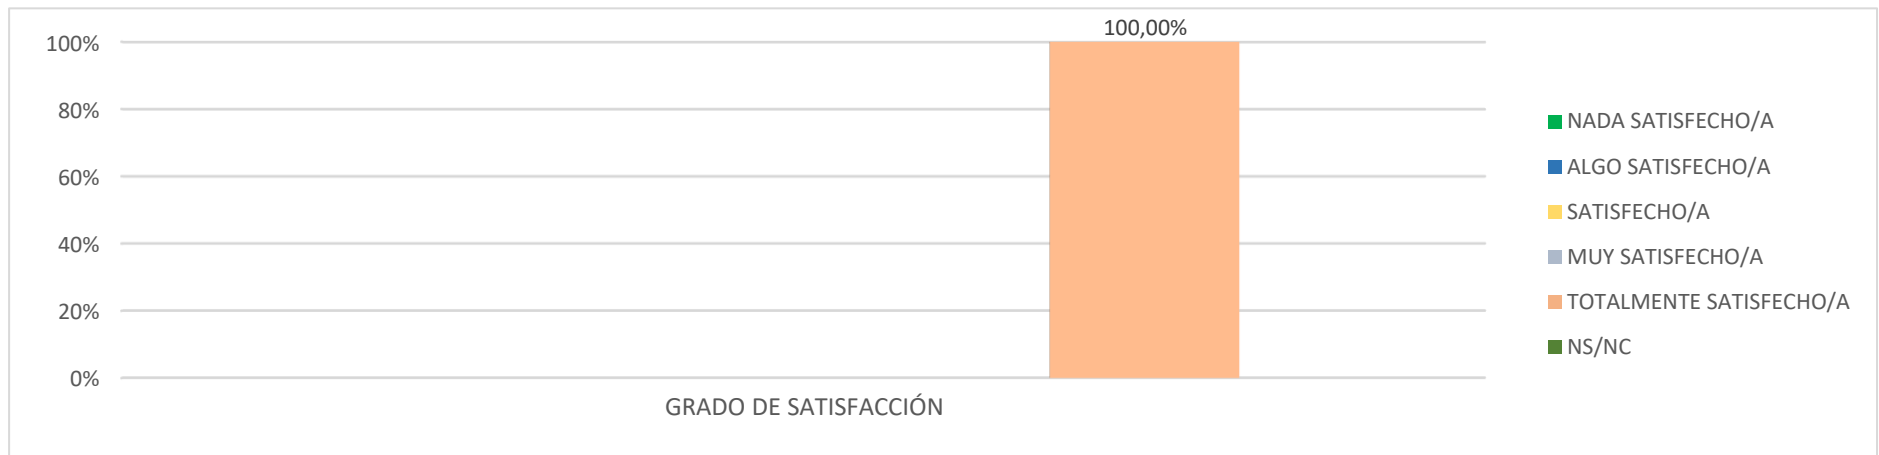 100,00%
100%
80%
60%
40%
20%
0%
GRADO DE SATISFACCIÓN
NADA SATISFECHO/A
ALGO SATISFECHO/A
SATISFECHO/A
MUY SATISFECHO/A
TOTALMENTE SATISFECHO/A
NS/NC